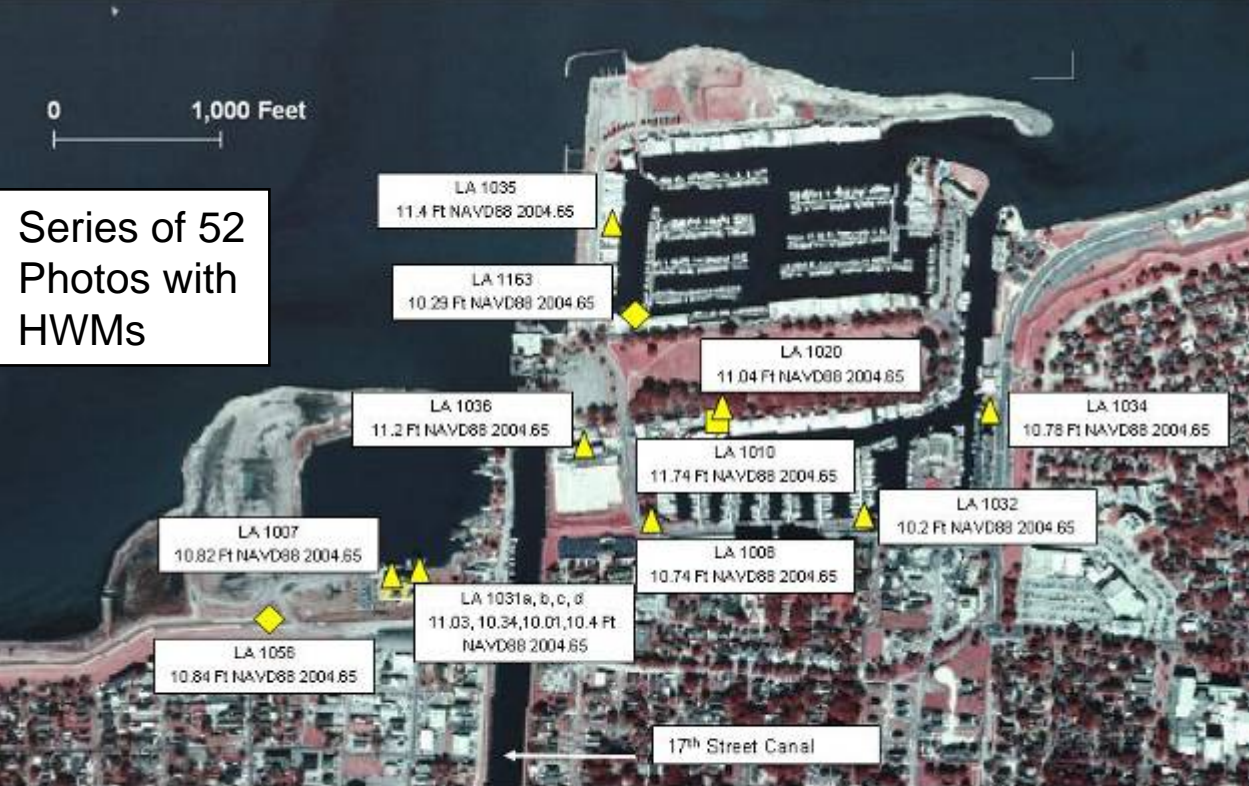 0 1,000 Feet
Series of 52
Photos with
HWMs
LA 1035
11.4 Ft NAVD88 2004.65
LA 1163
10.29 Ft NAVD88 2004.65
LA 1020
11.04 Ft NAVD88 2004.65
LA 1036
11.2 Ft NAVD88 2004.65
LA 1034
10.78 Ft NAVD88 2004.65
LA 1010
11.74 Ft NAVD88 2004.65
LA 1032
10.2 Ft NAVD88 2004.65
LA 1007
10.82 Ft NAVD88 2004.65
LA 1008
10.74 Ft NAVD88 2004.65
LA 1031a, b, c, d
11.03, 10.34,10.01,10.4 Ft
NAVD88 2004.65
LA 1056
10.84 Ft NAVD88 2004.65
17th Street Canal